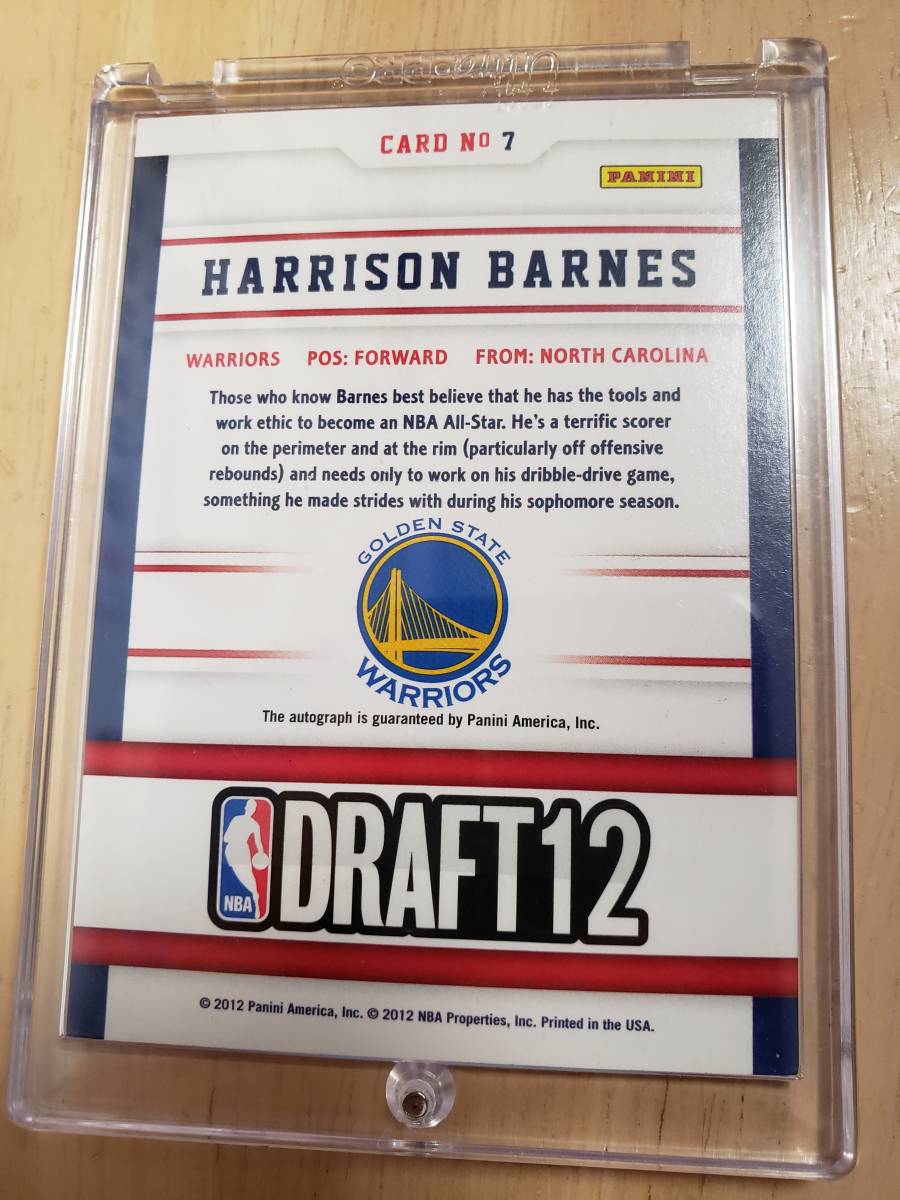 Ultra PRO
CARD No 7
PANINI
HARRISON BARNES
WARRIORS POS: FORWARD FROM: NORTH CAROLINA
Those who know Barnes best believe that he has the tools and
work ethic to become an NBA All-Star. He's a terrific scorer
on the perimeter and at the rim (particularly off offensive
rebounds) and needs only to work on his dribble-drive game,
something he made strides with during his sophomore season.
GOLDEN STATE
WARRIORS
The autograph is guaranteed by Panini America, Inc.
NBA DRAFT12
© 2012 Panini America, Inc. © 2012 NBA Properties, Inc. Printed in the USA.